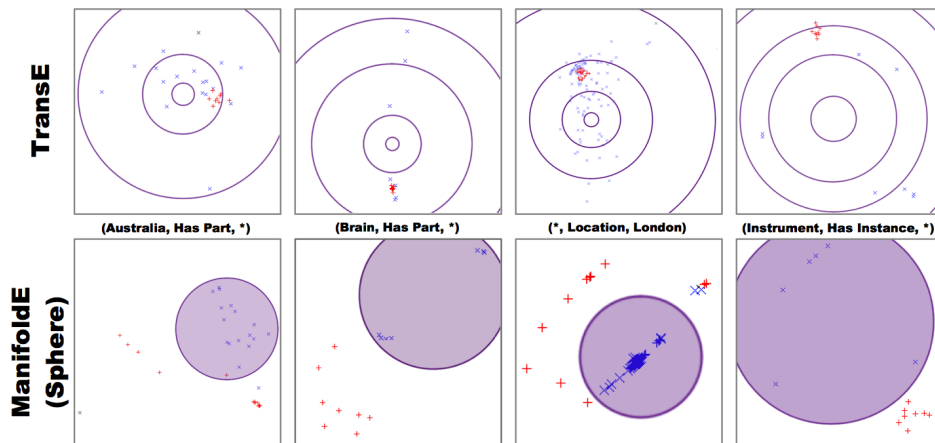 TransE
(Australia, Has Part, *)
(Brain, Has Part, *)
(*, Location, London)
(Instrument, Has Instance, *)
ManifoldE
(Sphere)